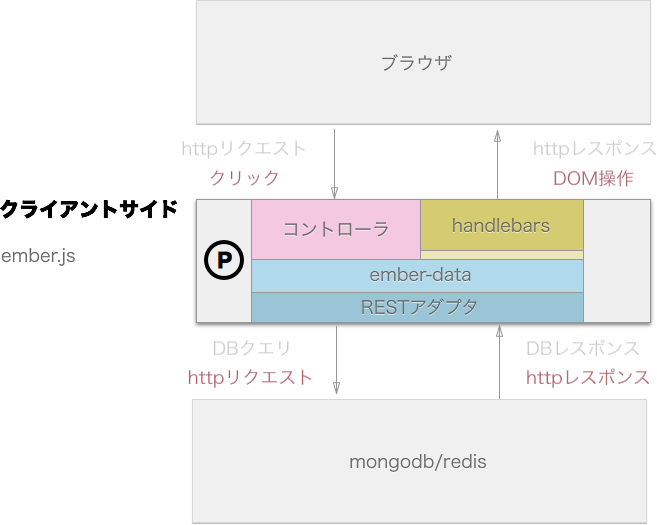 ブラウザ
httpリクエスト
httpレスポンス
クリック
DOM操作
クライアントサイド
ember.js
P
コントローラ
handlebars
ember-data
RESTアダプタ
DBクエリ
DBレスポンス
httpリクエスト
httpレスポンス
mongodb/redis